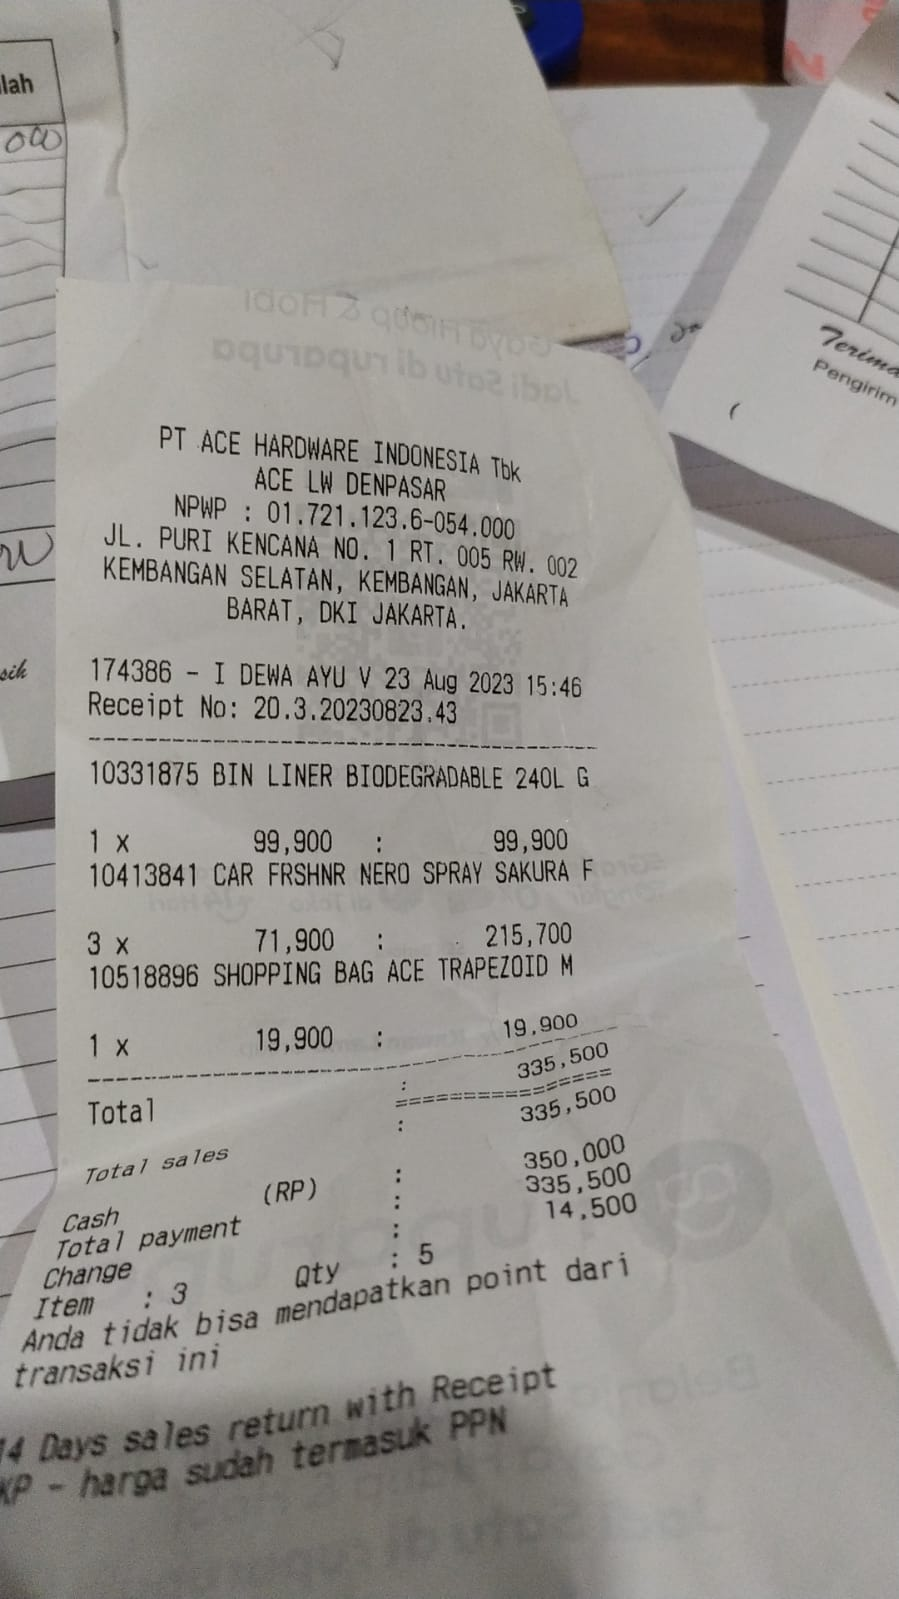 lah
000
Terima
Pengirim
sih
PT ACE HARDWARE INDONESIA Tbk
ACE LW DENPASAR
NPWP : 01.721.123.6-054.000
JL. PURI KENCANA NO. 1 RT. 005 RW. 002
KEMBANGAN SELATAN, KEMBANGAN, JAKARTA
BARAT, DKI JAKARTA.
174386 - I DEWA AYU V 23 Aug 2023 15:46
Receipt No: 20.3.20230823.43
10331875 BIN LINER BIODEGRADABLE 240L G
1 x 99,900 : 99,900
10413841 CAR FRSHNR NERO SPRAY SAKURA F
3 x 71,900 : 215,700
10518896 SHOPPING BAG ACE TRAPEZOID M
1 x 19,900 : 19,900
Total : 335,500
Total sales : 335,500
Cash (RP) : 350,000
Total payment : 335,500
Change : 14,500
Item : 3 Qty : 5
Anda tidak bisa mendapatkan point dari
transaksi ini
14 Days sales return with Receipt
KP - harga sudah termasuk PPN